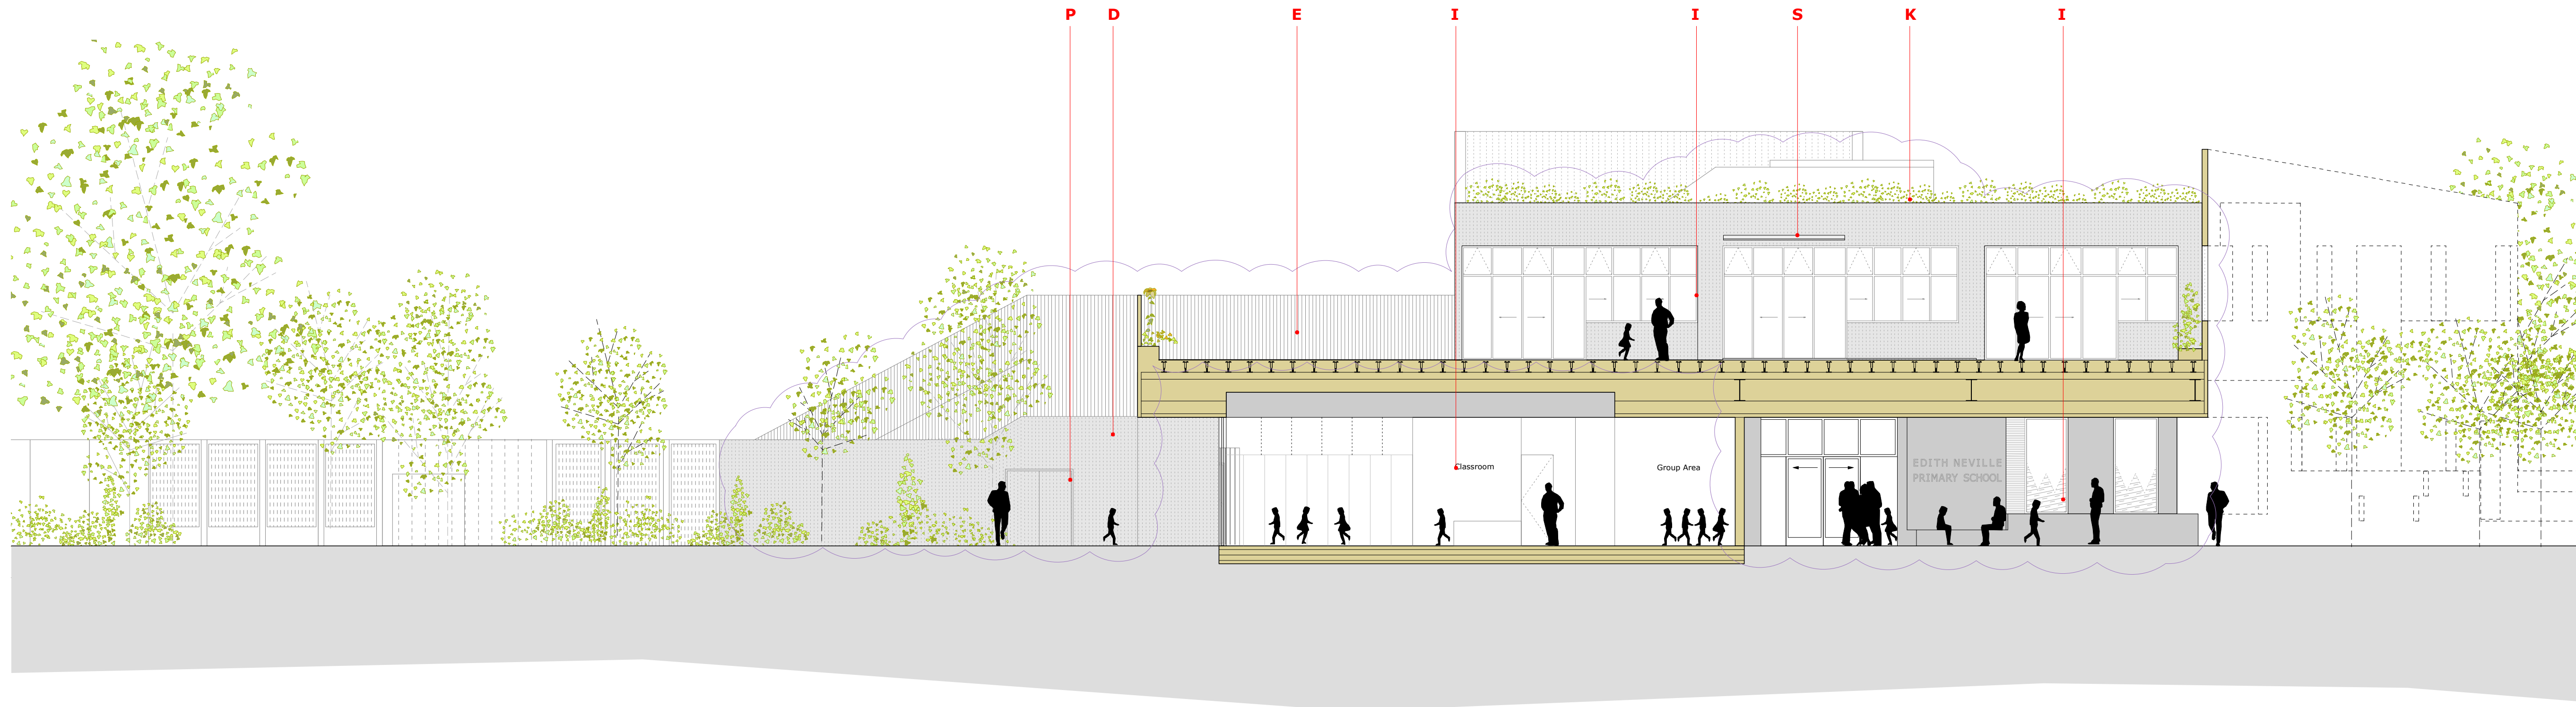 P D E I I S K I
Classroom
Group Area
EDITH NEVILLE
PRIMARY SCHOOL